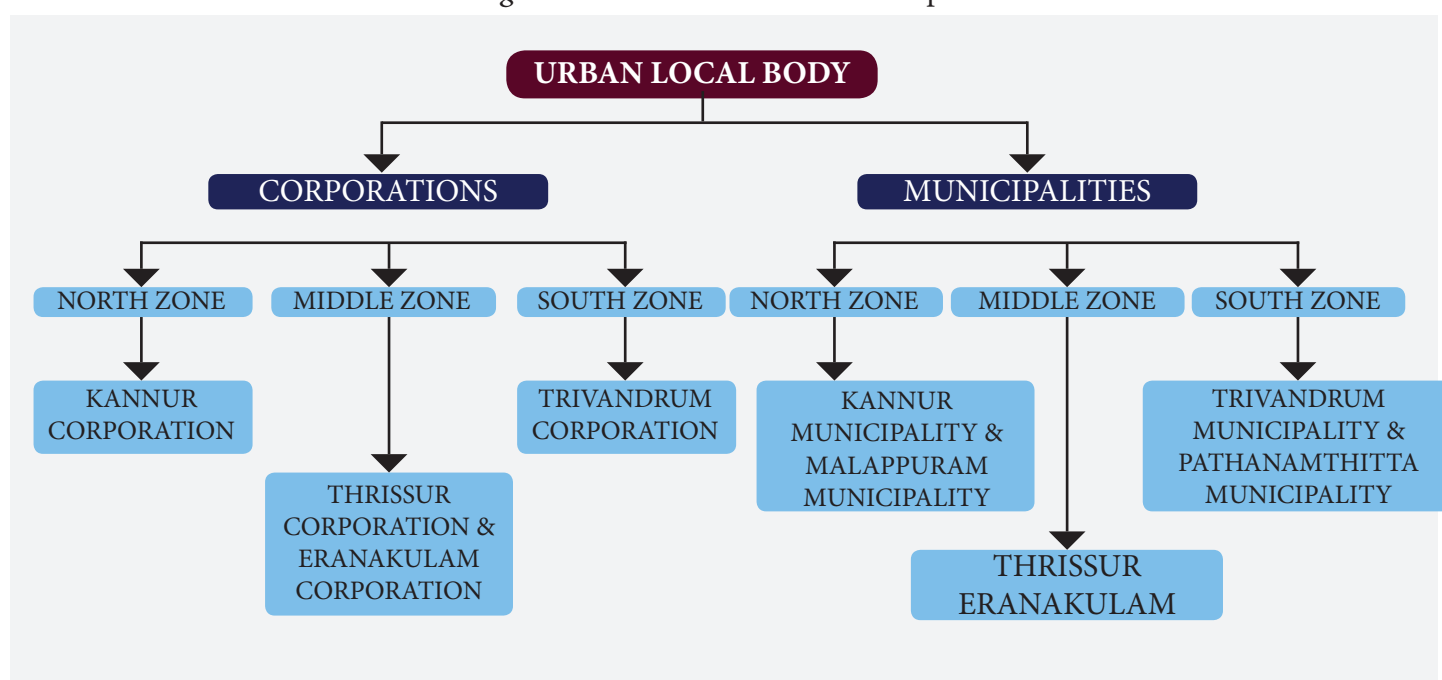 URBAN LOCAL BODY
CORPORATIONS
MUNICIPALITIES
NORTH ZONE
MIDDLE ZONE
SOUTH ZONE
NORTH ZONE
MIDDLE ZONE
SOUTH ZONE
KANNUR
CORPORATION
TRIVANDRUM
CORPORATION
KANNUR
MUNICIPALITY &
MALAPPURAM
MUNICIPALITY
TRIVANDRUM
MUNICIPALITY &
PATHANAMTHITTA
MUNICIPALITY
THRISSUR
CORPORATION &
ERANAKULAM
CORPORATION
THRISSUR
ERANAKULAM